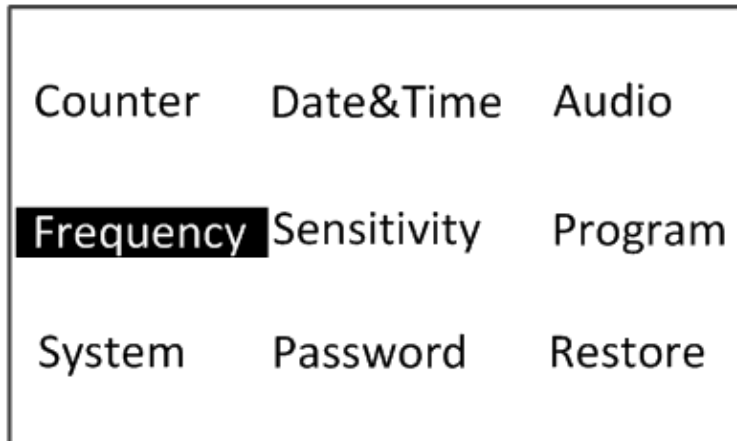 Counter Date&Time Audio
Frequency Sensitivity Program
System Password Restore